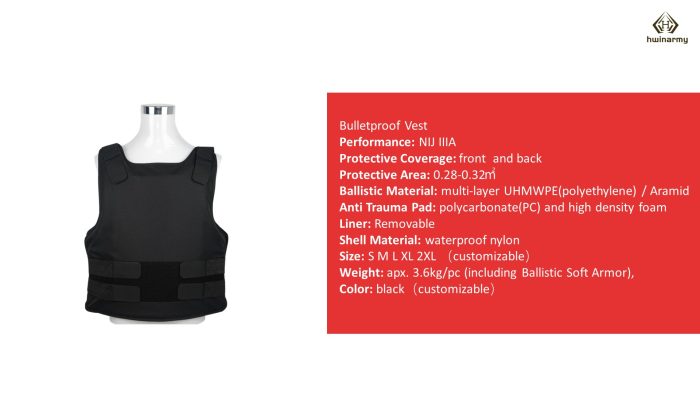 hwinarmy
Bulletproof Vest
Performance: NIJ IIIA
Protective Coverage: front and back
Protective Area: 0.28-0.32㎡
Ballistic Material: multi-layer UHMWPE(polyethylene) / Aramid
Anti Trauma Pad: polycarbonate(PC) and high density foam
Liner: Removable
Shell Material: waterproof nylon
Size: S M L XL 2XL （customizable）
Weight: apx. 3.6kg/pc (including Ballistic Soft Armor),
Color: black（customizable）